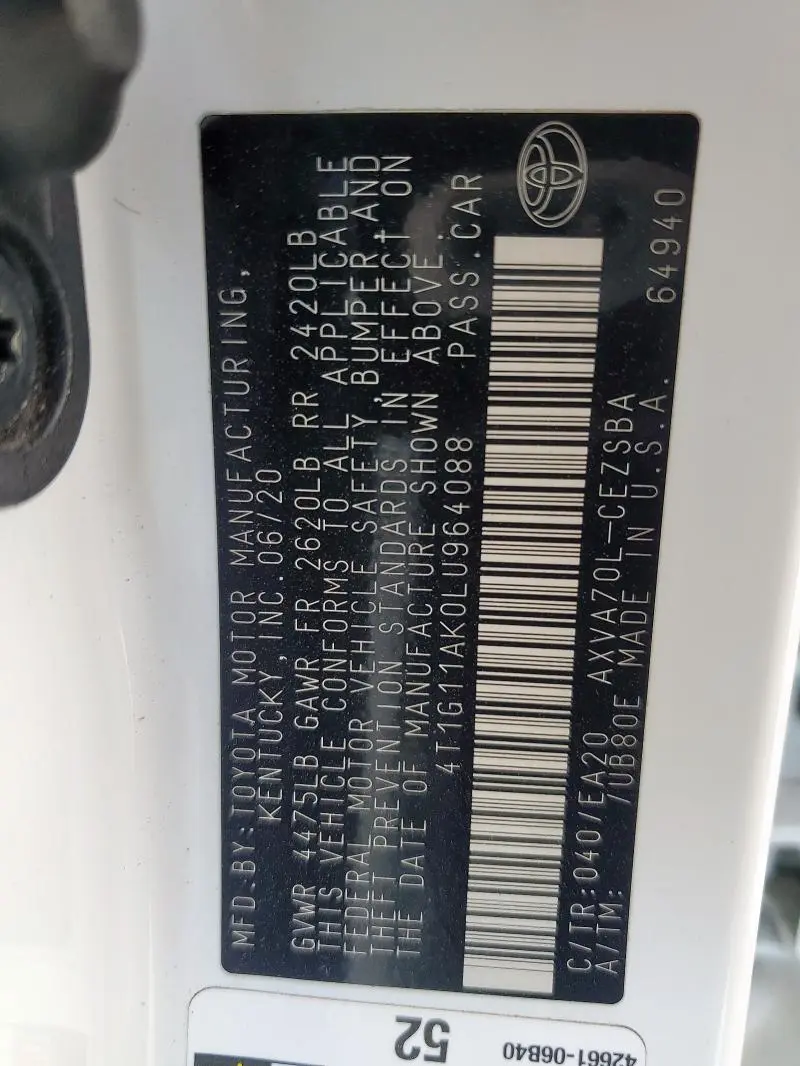 MFD.BY:TOYOTA MOTOR MANUFACTURING,
KENTUCKY, INC. 06/20
GVWR 4475LB GAWR FR 2620LB RR 2420LB
THIS VEHICLE CONFORMS TO ALL APPLICABLE
FEDERAL MOTOR VEHICLE SAFETY, BUMPER AND
THEFT PREVENTION STANDARDS IN EFFECT ON
THE DATE OF MANUFACTURE SHOWN ABOVE.
4T1G11AK0LU964088 PASS.CAR
C/TR:040/EA20 AXVA70L-CEZSBA 64940
A/TM: /UB80E MADE IN U.S.A.
52
42661-06B40